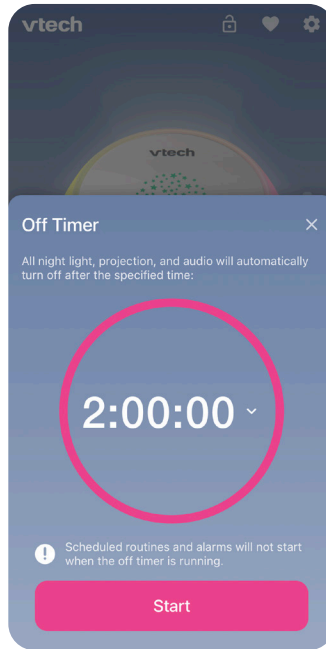 vtech
vtech
Off Timer
All night light, projection, and audio will automatically
turn off after the specified time:
2:00:00
Scheduled routines and alarms will not start
when the off timer is running.
Start